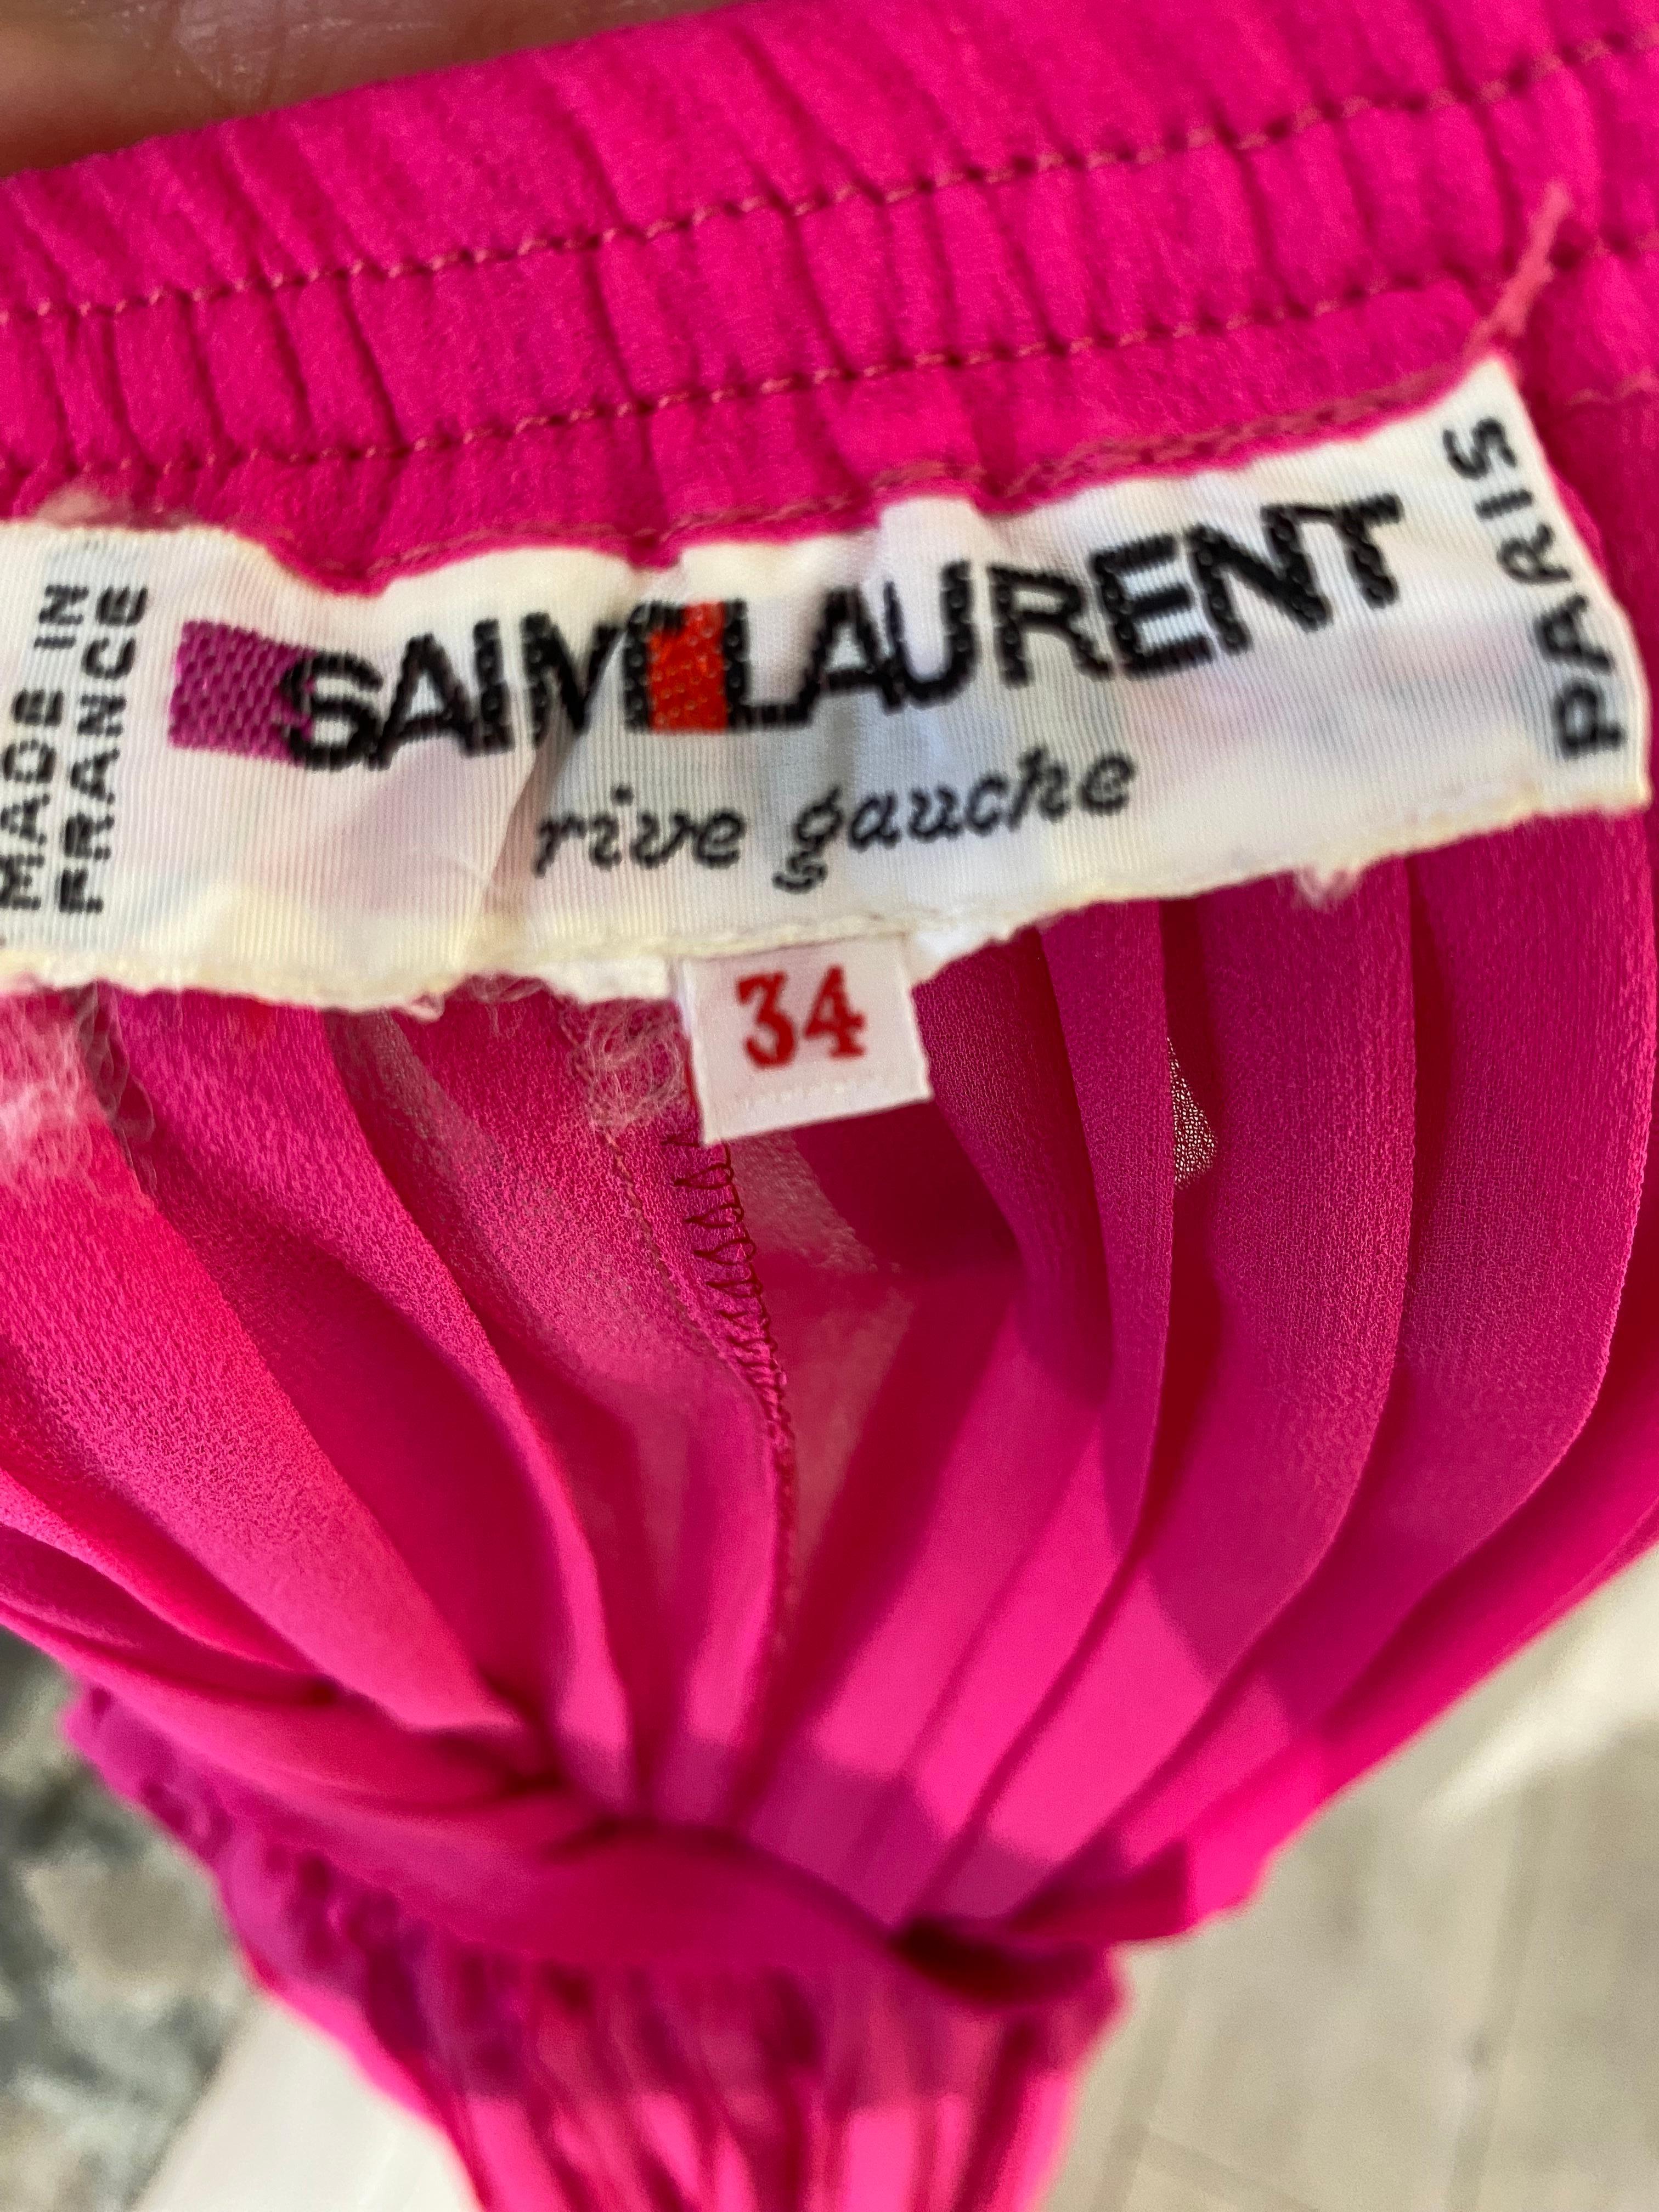 MADE IN
FRANCE
SAINT LAURENT
rive gauche
PARIS
34